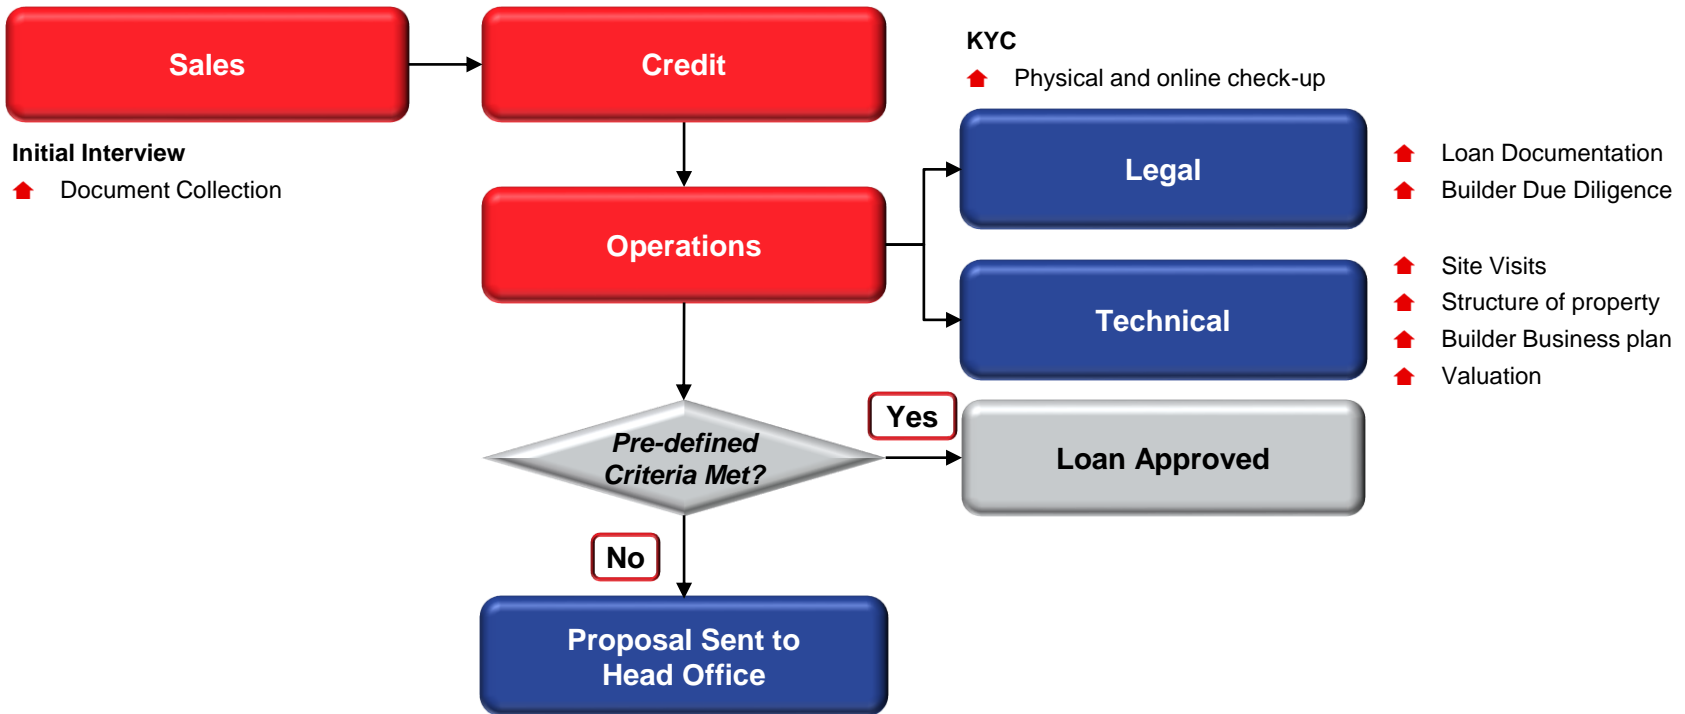 Sales
Credit
KYC
Physical and online check-up
Initial Interview
Document Collection
Legal
Loan Documentation
Builder Due Diligence
Operations
Technical
Site Visits
Structure of property
Builder Business plan
Valuation
Pre-defined
Criteria Met?
Yes
Loan Approved
No
Proposal Sent to
Head Office